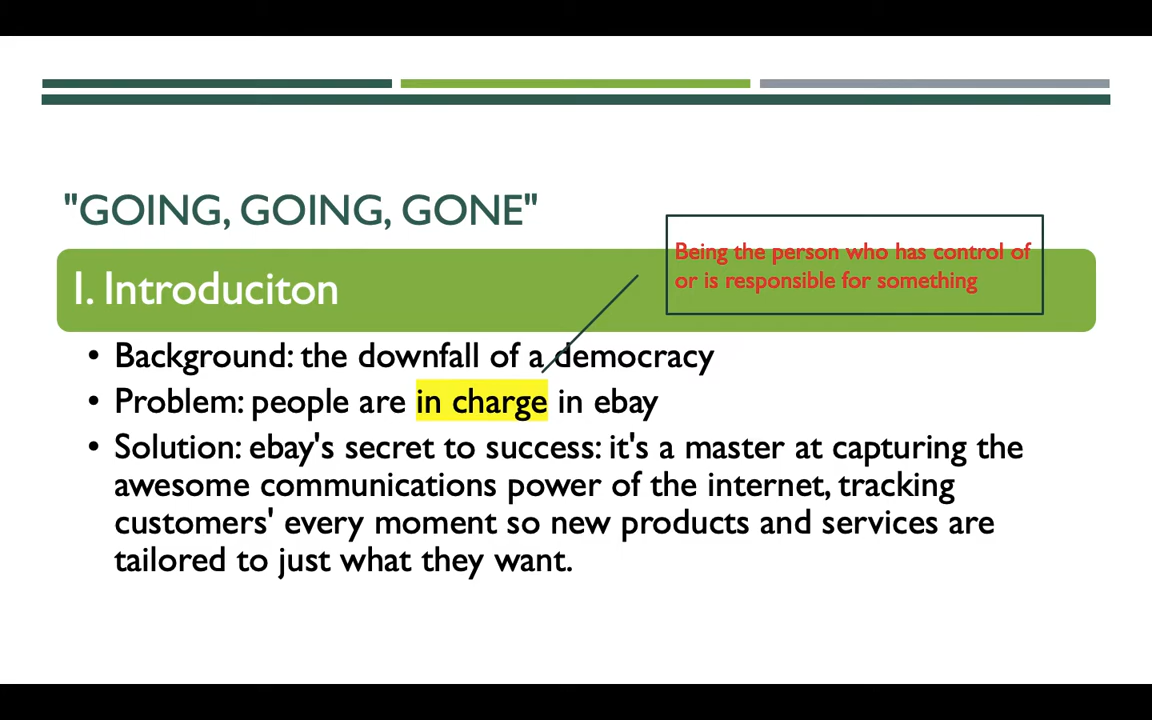 "GOING, GOING, GONE"
Being the person who has control of
or is responsible for something
I. Introduciton
• Background: the downfall of a democracy
• Problem: people are in charge in ebay
• Solution: ebay's secret to success: it's a master at capturing the
awesome communications power of the internet, tracking
customers' every moment so new products and services are
tailored to just what they want.